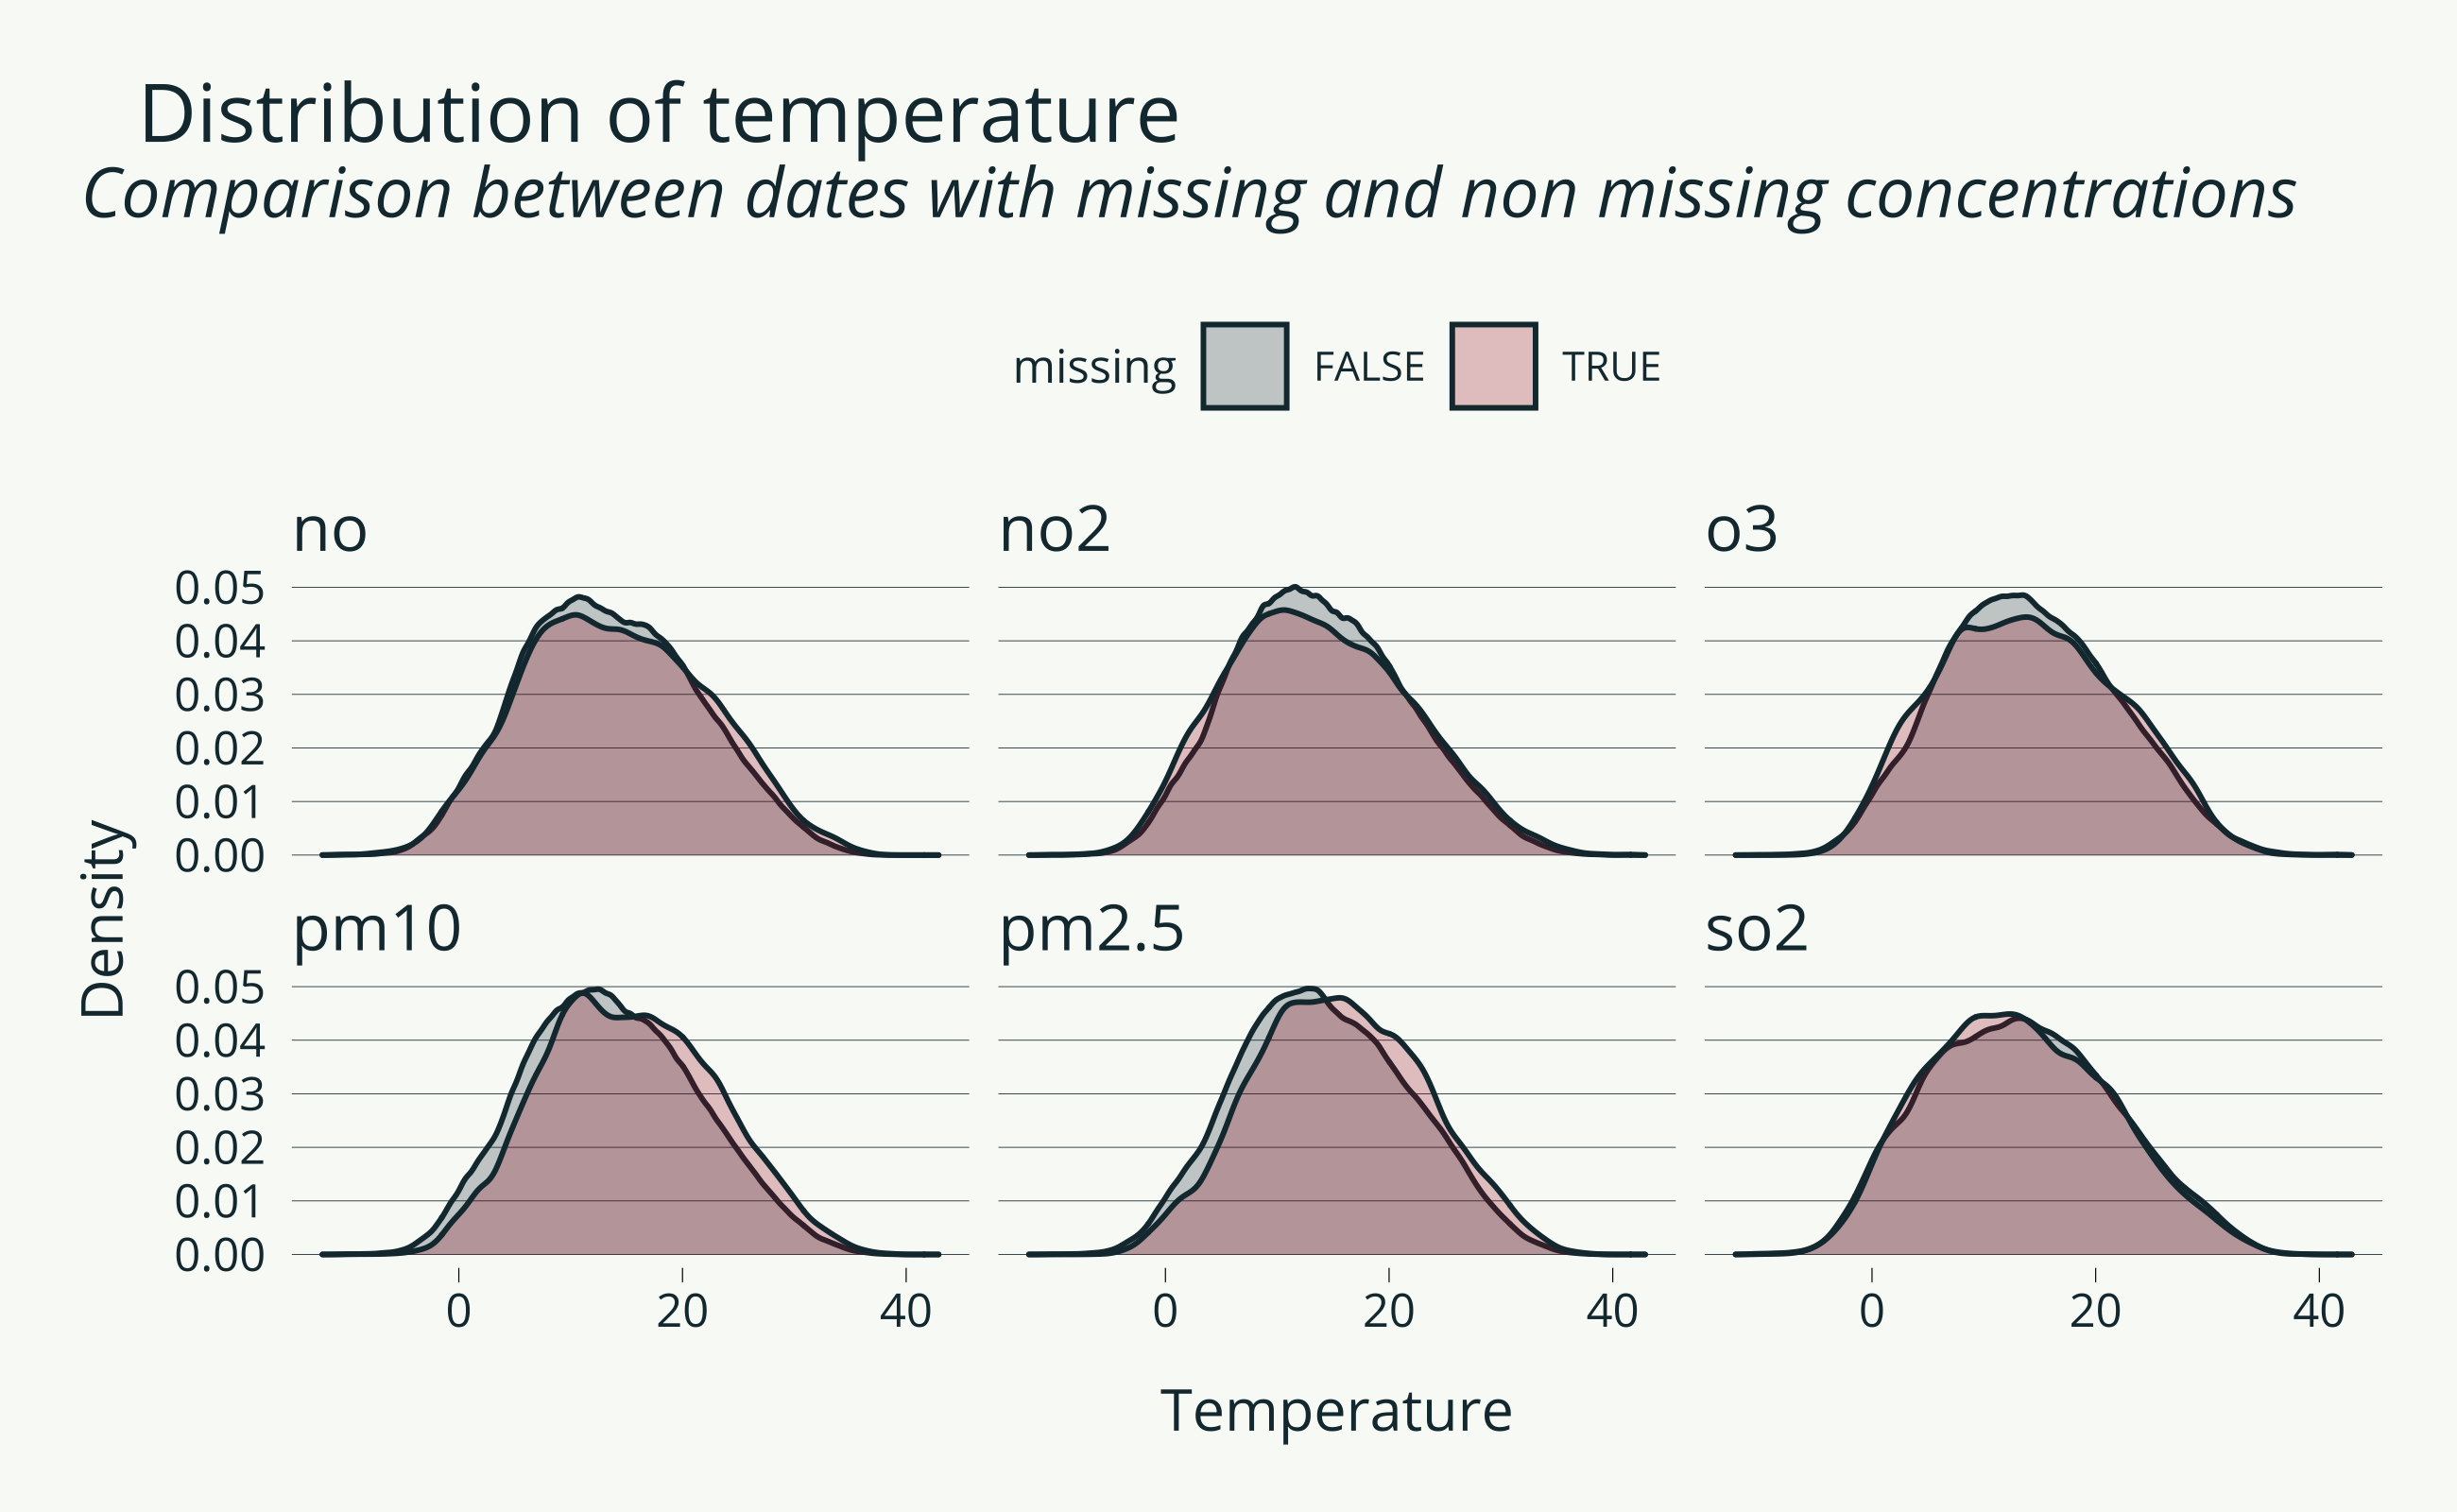 Distribution of temperature
Comparison between dates with missing and non missing concentrations
missing FALSE TRUE
no no2 o3
0.05
0.04
0.03
0.02
0.01
0.00
pm10 pm2.5 so2
0.05
0.04
0.03
0.02
0.01
0.00
Density
0 20 40 0 20 40 0 20 40
Temperature